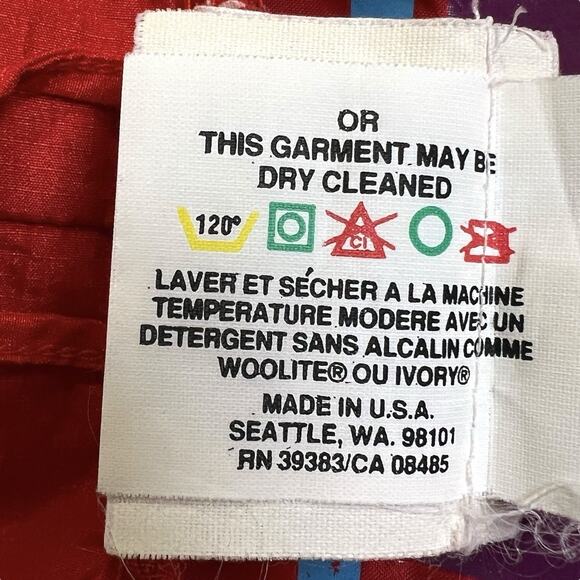 OR
THIS GARMENT MAY BE
DRY CLEANED
120°
Cl
LAVER ET SÉCHER A LA MACHINE
TEMPERATURE MODERE AVEC UN
DETERGENT SANS ALCALIN COMME
WOOLITE® OU IVORY®
MADE IN U.S.A.
SEATTLE, WA. 98101
RN 39383/CA 08485